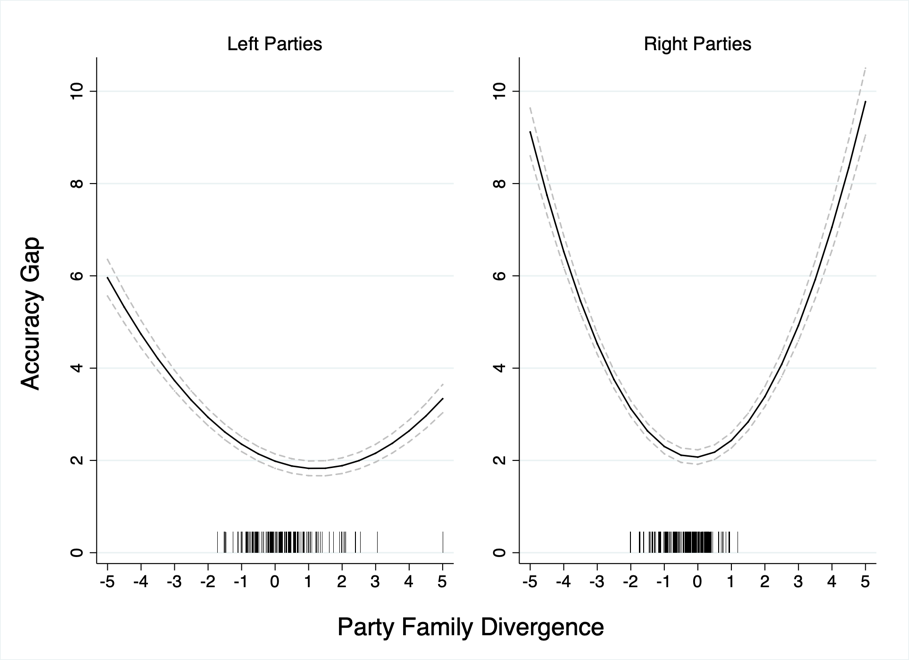 Left Parties
Right Parties
Accuracy Gap
10
8
6
4
2
0
10
8
6
4
2
0
-5 -4 -3 -2 -1 0 1 2 3 4 5
-5 -4 -3 -2 -1 0 1 2 3 4 5
Party Family Divergence